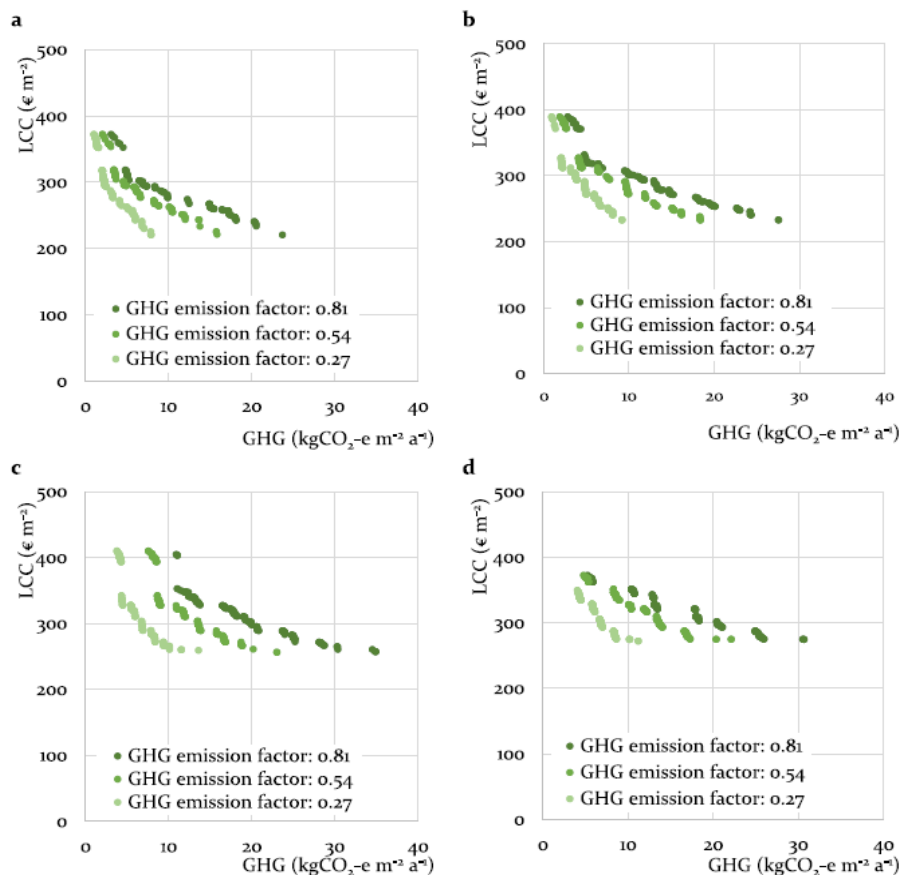 a
LCC (€ m⁻²)
500
400
300
200
100
0
GHG emission factor: 0.81
GHG emission factor: 0.54
GHG emission factor: 0.27
0 10 20 30 40
GHG (kgCO₂-e m⁻² a⁻¹)
b
LCC (€ m⁻²)
500
400
300
200
100
0
GHG emission factor: 0.81
GHG emission factor: 0.54
GHG emission factor: 0.27
0 10 20 30 40
GHG (kgCO₂-e m⁻² a⁻¹)
c
LCC (€ m⁻²)
500
400
300
200
100
0
GHG emission factor: 0.81
GHG emission factor: 0.54
GHG emission factor: 0.27
0 10 20 30 40
GHG (kgCO₂-e m⁻² a⁻¹)
d
LCC (€ m⁻²)
500
400
300
200
100
0
GHG emission factor: 0.81
GHG emission factor: 0.54
GHG emission factor: 0.27
0 10 20 30 40
GHG (kgCO₂-e m⁻² a⁻¹)